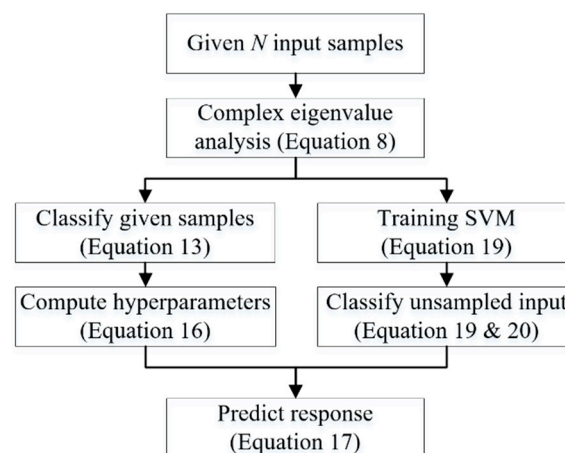 Given N input samples
Complex eigenvalue
analysis (Equation 8)
Classify given samples
(Equation 13)
Training SVM
(Equation 19)
Compute hyperparameters
(Equation 16)
Classify unsampled input
(Equation 19 & 20)
Predict response
(Equation 17)